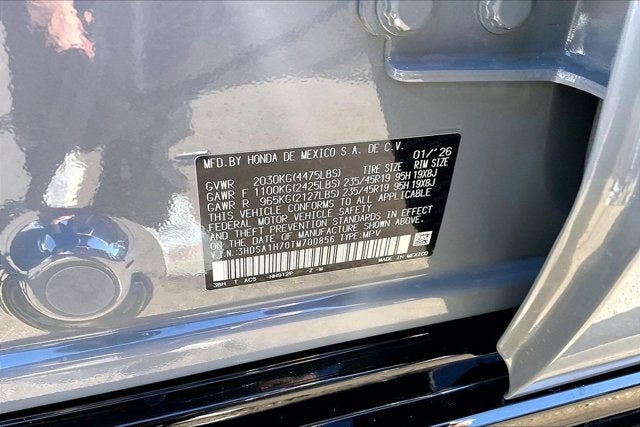 MFD.BY HONDA DE MEXICO S.A. DE C.V. 01/'26
GVWR 2030KG(4475LBS) TIRE SIZE RIM SIZE
GAWR F 1100KG(2425LBS) 235/45R19 95H 19X8J
GAWR R 965KG(2127LBS) 235/45R19 95H 19X8J
THIS VEHICLE CONFORMS TO ALL APPLICABLE
FEDERAL MOTOR VEHICLE SAFETY
AND THEFT PREVENTION STANDARDS IN EFFECT
ON THE DATE OF MANUFACTURE SHOWN ABOVE.
V.I.N.:3HDSA1H70TM700856 TYPE:MPV
3BH T AC5 -NH912P -Z -M MADE IN MEXICO